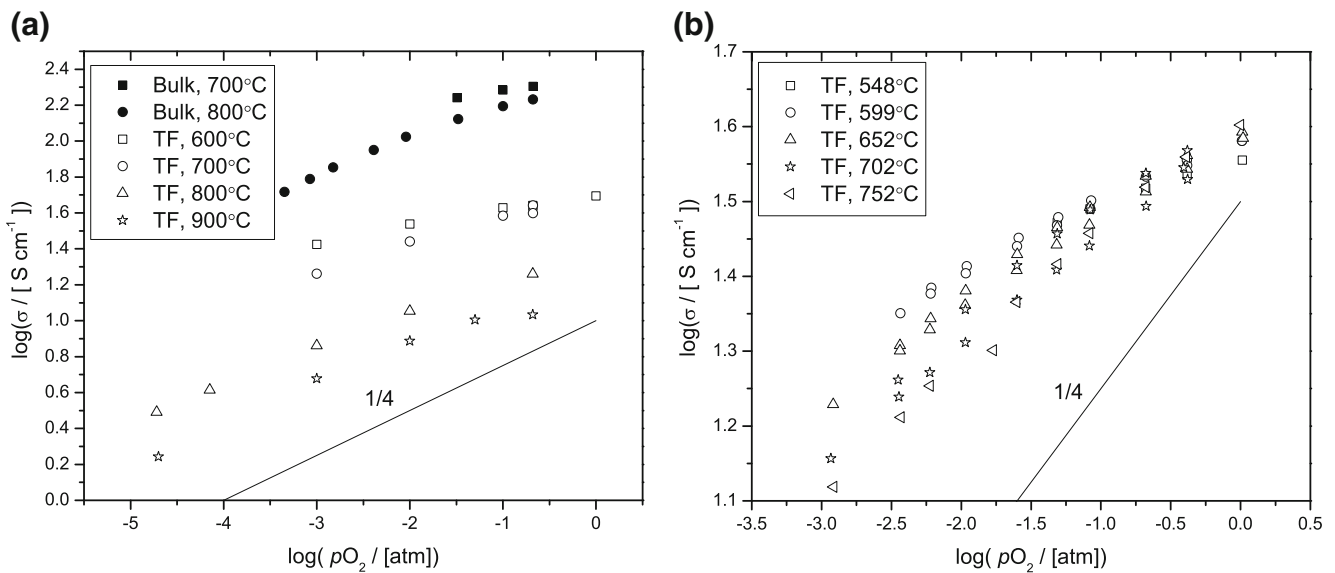 (a)
Bulk, 700°C
Bulk, 800°C
TF, 600°C
TF, 700°C
TF, 800°C
TF, 900°C
2.4
2.2
2.0
1.8
1.6
1.4
1.2
1.0
0.8
0.6
0.4
0.2
0.0
log(σ / [ S cm⁻¹ ])
1/4
-5 -4 -3 -2 -1 0
log( pO₂ / [atm])
(b)
TF, 548°C
TF, 599°C
TF, 652°C
TF, 702°C
TF, 752°C
1.7
1.6
1.5
1.4
1.3
1.2
1.1
log(σ / [ S cm⁻¹ ])
1/4
-3.5 -3.0 -2.5 -2.0 -1.5 -1.0 -0.5 0.0 0.5
log( pO₂ / [atm])